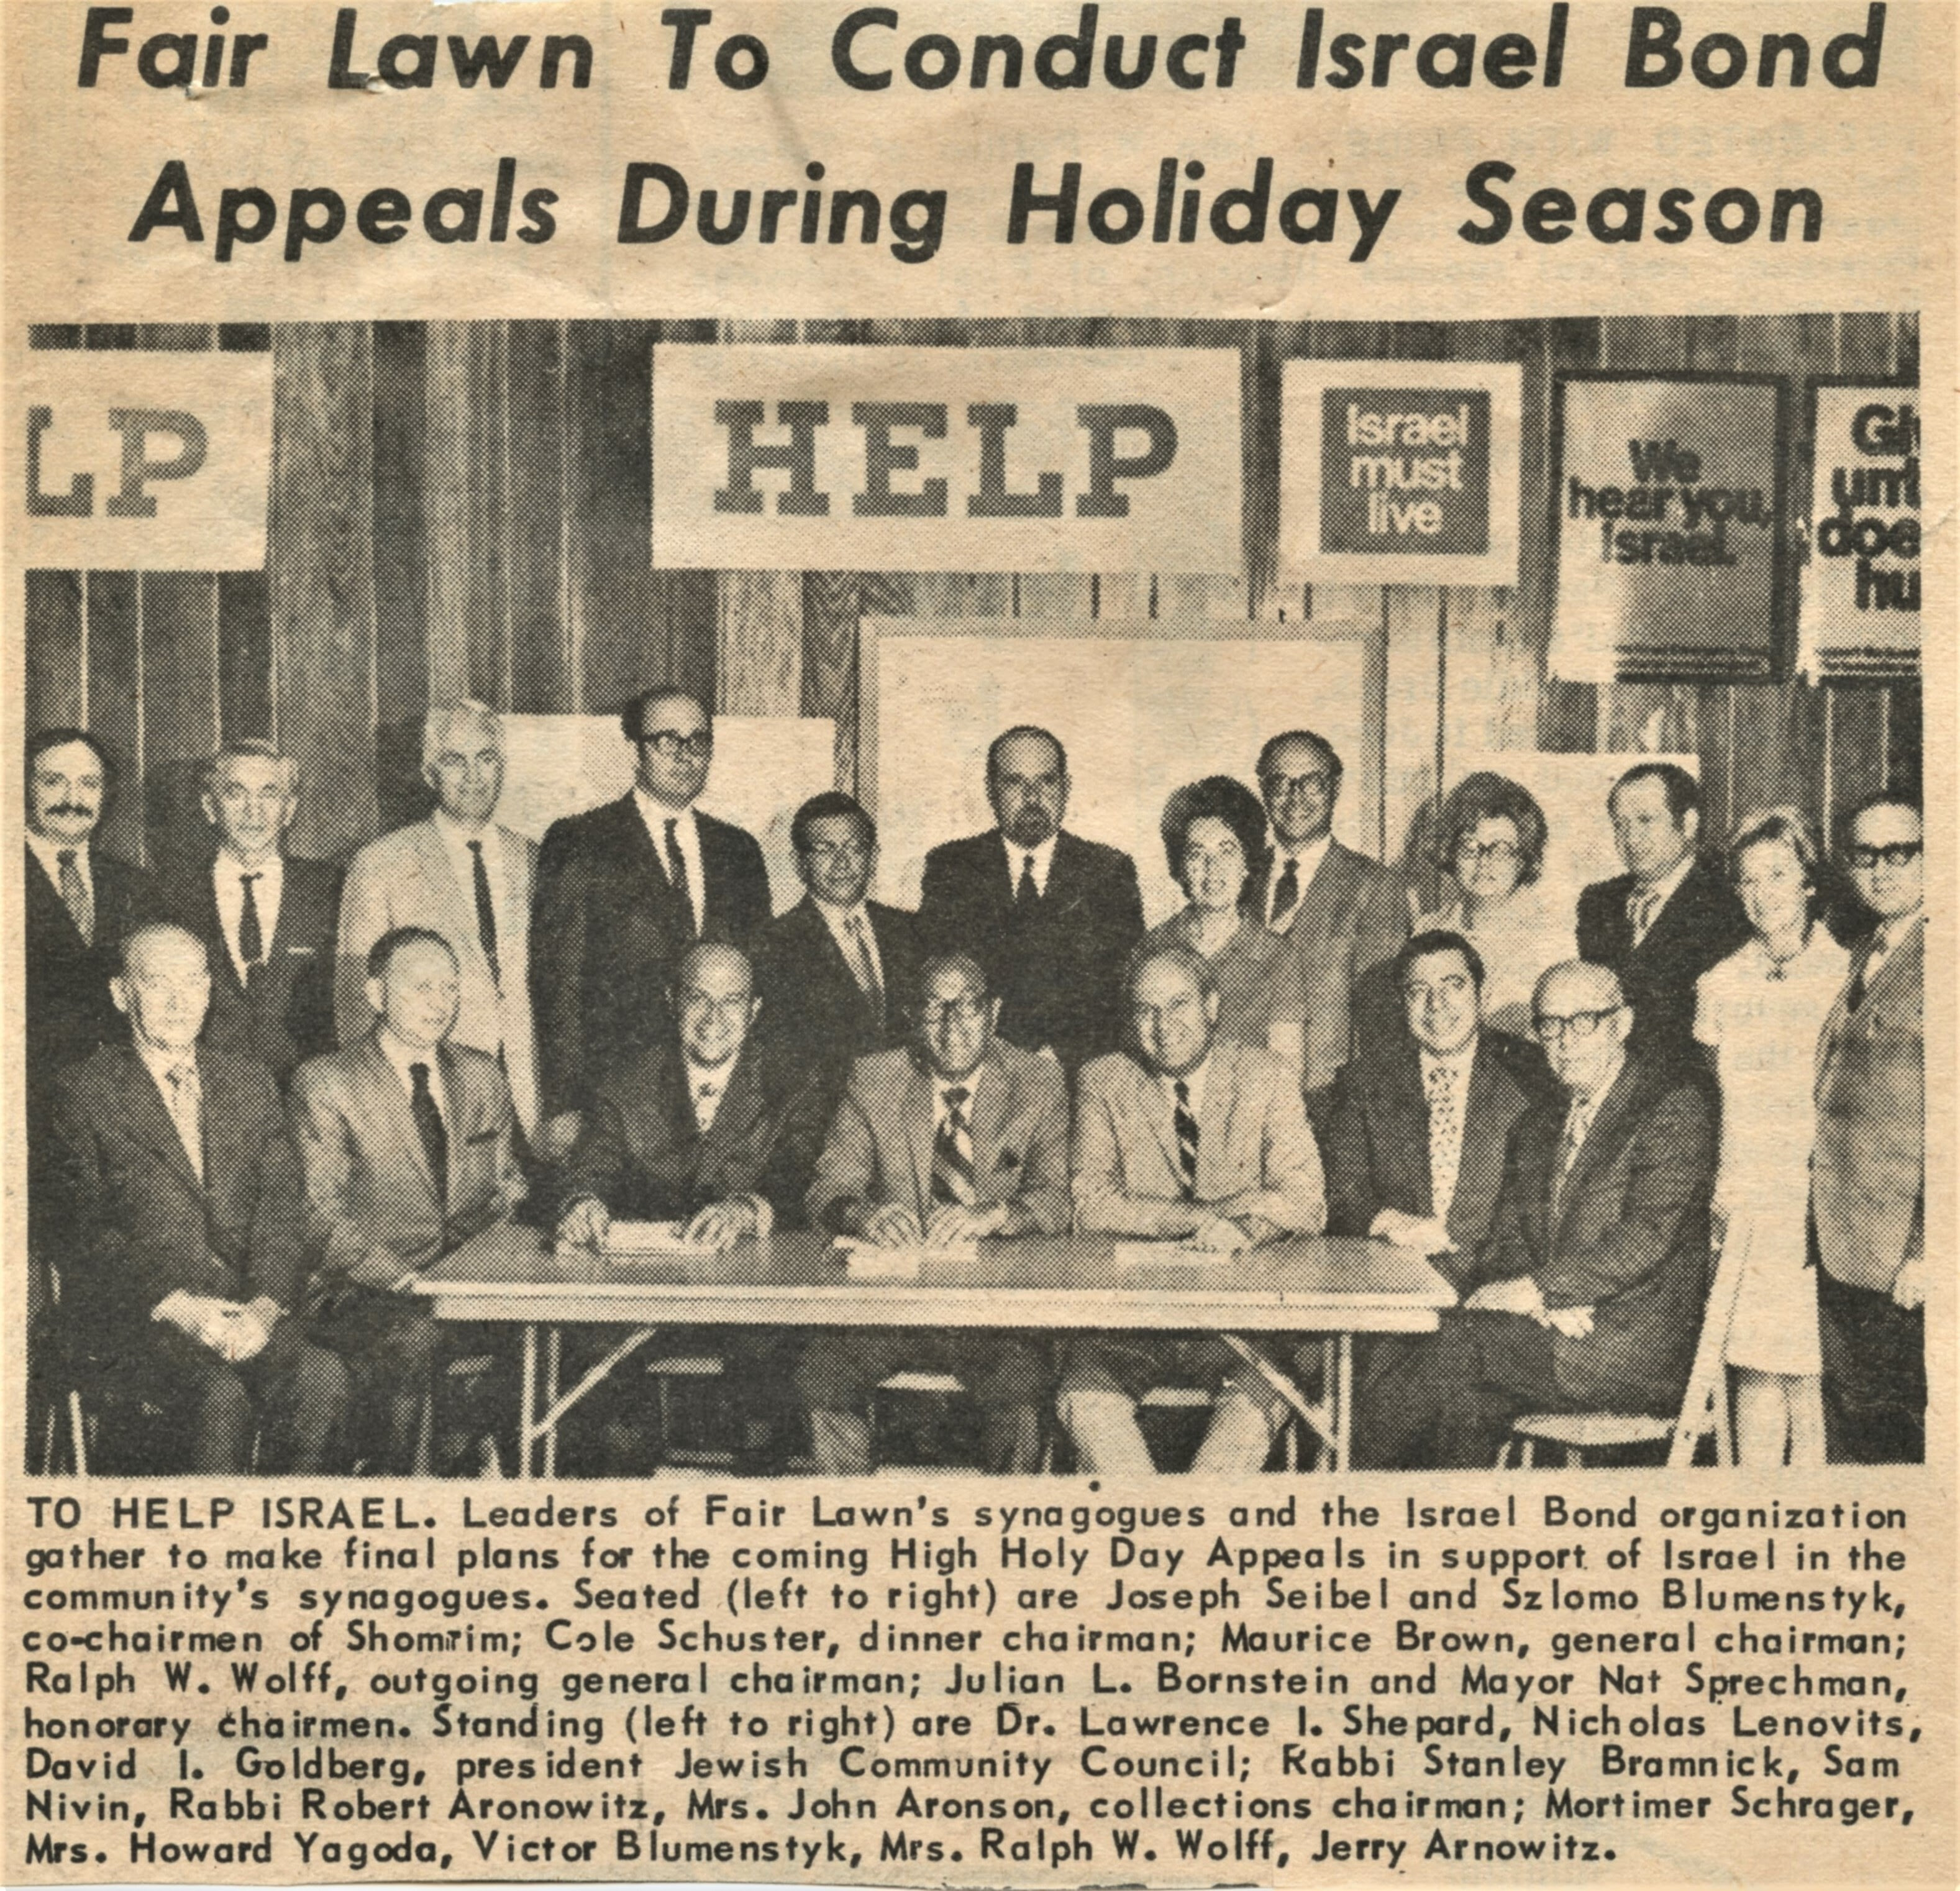 Fair Lawn To Conduct Israel Bond
Appeals During Holiday Season
LP
HELP
Israel
must
live
We
hear you,
Israel.
TO HELP ISRAEL. Leaders of Fair Lawn's synagogues and the Israel Bond organization
gather to make final plans for the coming High Holy Day Appeals in support of Israel in the
community's synagogues. Seated (left to right) are Joseph Seibel and Szlomo Blumenstyk,
co-chairmen of Shomrim; Cole Schuster, dinner chairman; Maurice Brown, general chairman;
Ralph W. Wolff, outgoing general chairman; Julian L. Bornstein and Mayor Nat Sprechman,
honorary chairmen. Standing (left to right) are Dr. Lawrence I. Shepard, Nicholas Lenovits,
David I. Goldberg, president Jewish Community Council; Rabbi Stanley Bramnick, Sam
Nivin, Rabbi Robert Aronowitz, Mrs. John Aronson, collections chairman; Mortimer Schrager,
Mrs. Howard Yagoda, Victor Blumenstyk, Mrs. Ralph W. Wolff, Jerry Arnowitz.